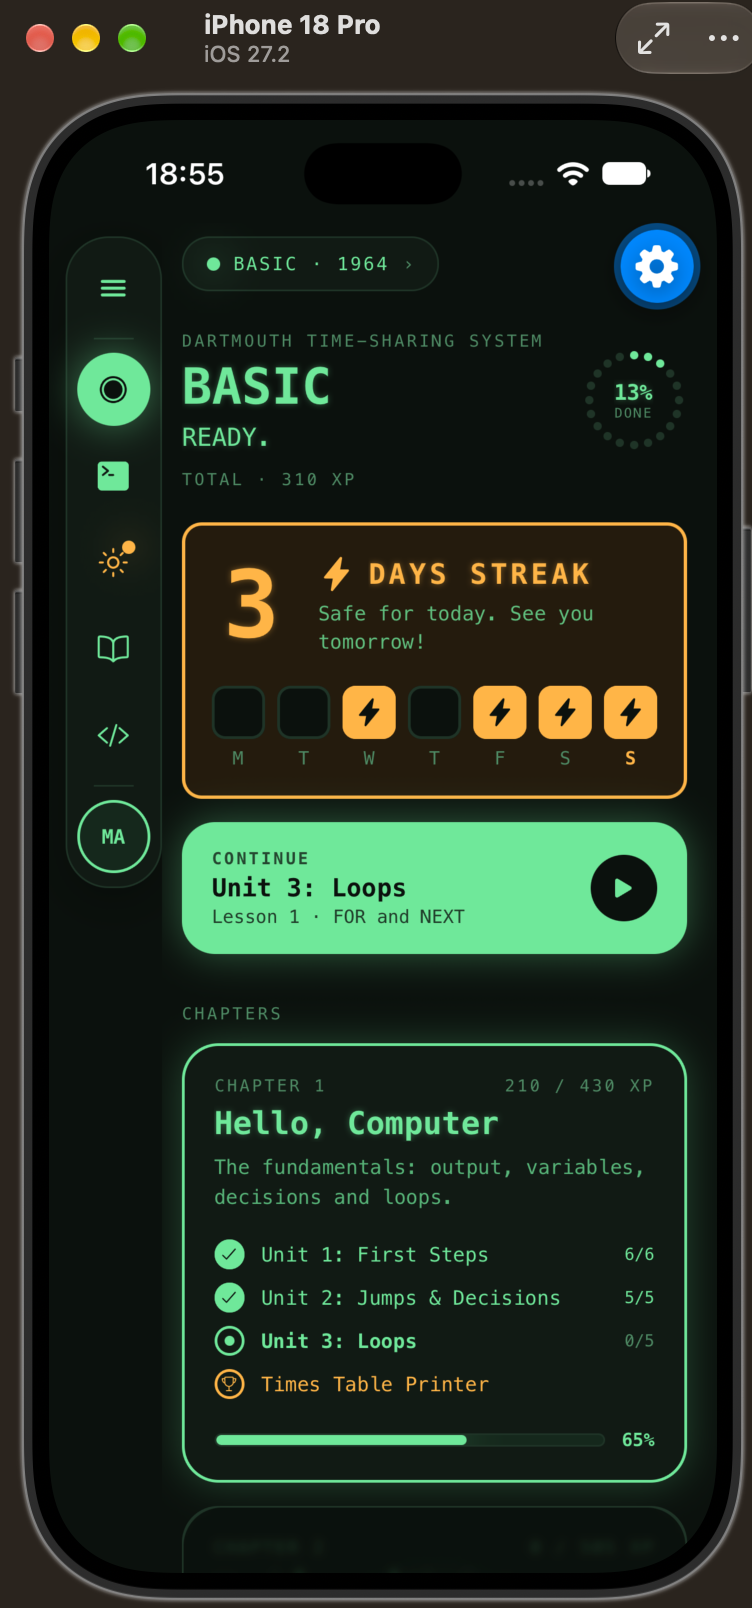 iPhone 18 Pro
iOS 27.2
18:55
BASIC · 1964 ›
DARTMOUTH TIME-SHARING SYSTEM
BASIC
READY.
TOTAL · 310 XP
13%
DONE
3
DAYS STREAK
Safe for today. See you
tomorrow!
M T W T F S S
MA
CONTINUE
Unit 3: Loops
Lesson 1 · FOR and NEXT
CHAPTERS
CHAPTER 1
210 / 430 XP
Hello, Computer
The fundamentals: output, variables,
decisions and loops.
Unit 1: First Steps 6/6
Unit 2: Jumps & Decisions 5/5
Unit 3: Loops 0/5
Times Table Printer
65%